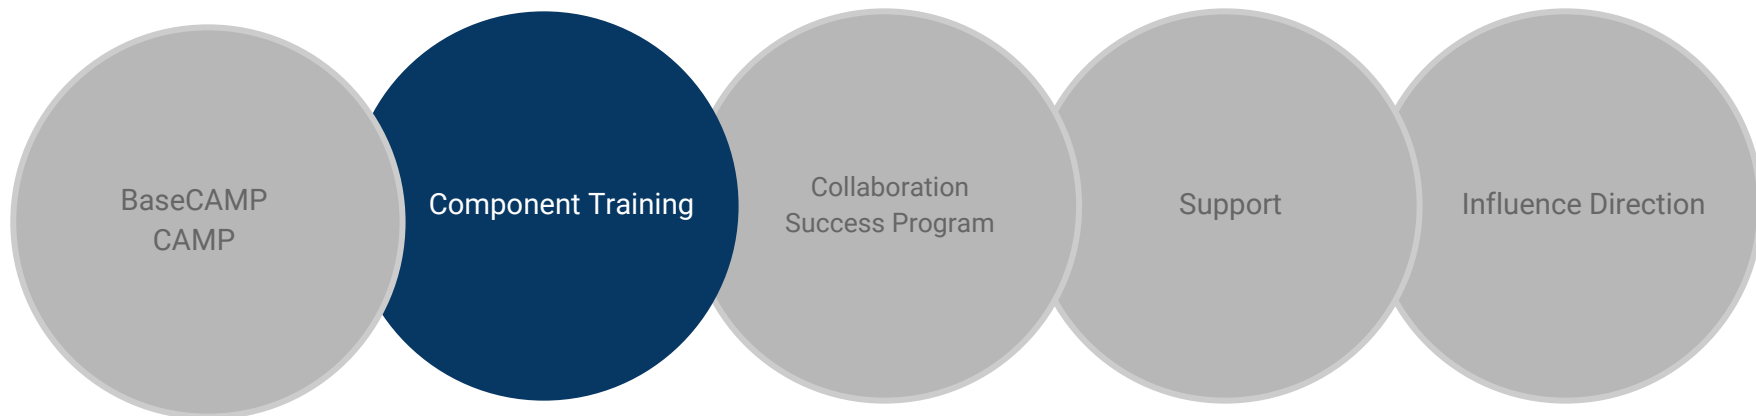 BaseCAMP
CAMP
Component Training
Collaboration
Success Program
Support
Influence Direction